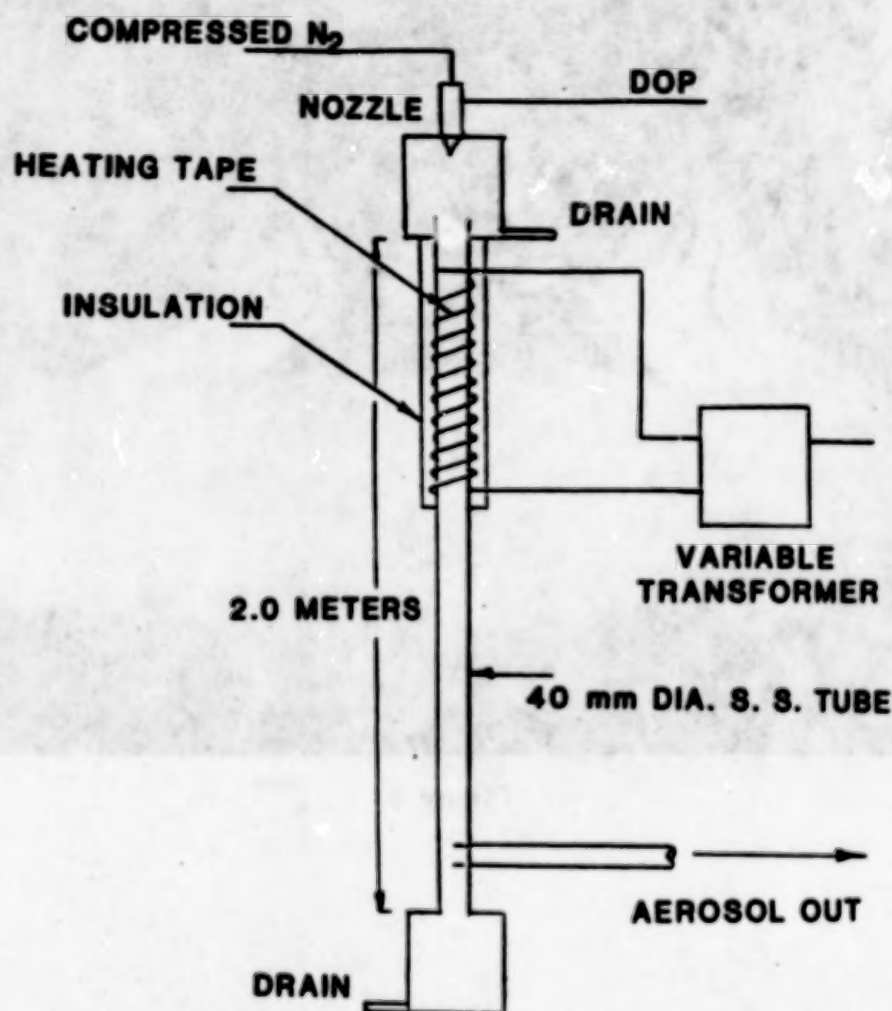 COMPRESSED N₂
DOP
NOZZLE
HEATING TAPE
DRAIN
INSULATION
VARIABLE
TRANSFORMER
2.0 METERS
40 mm DIA. S. S. TUBE
AEROSOL OUT
DRAIN